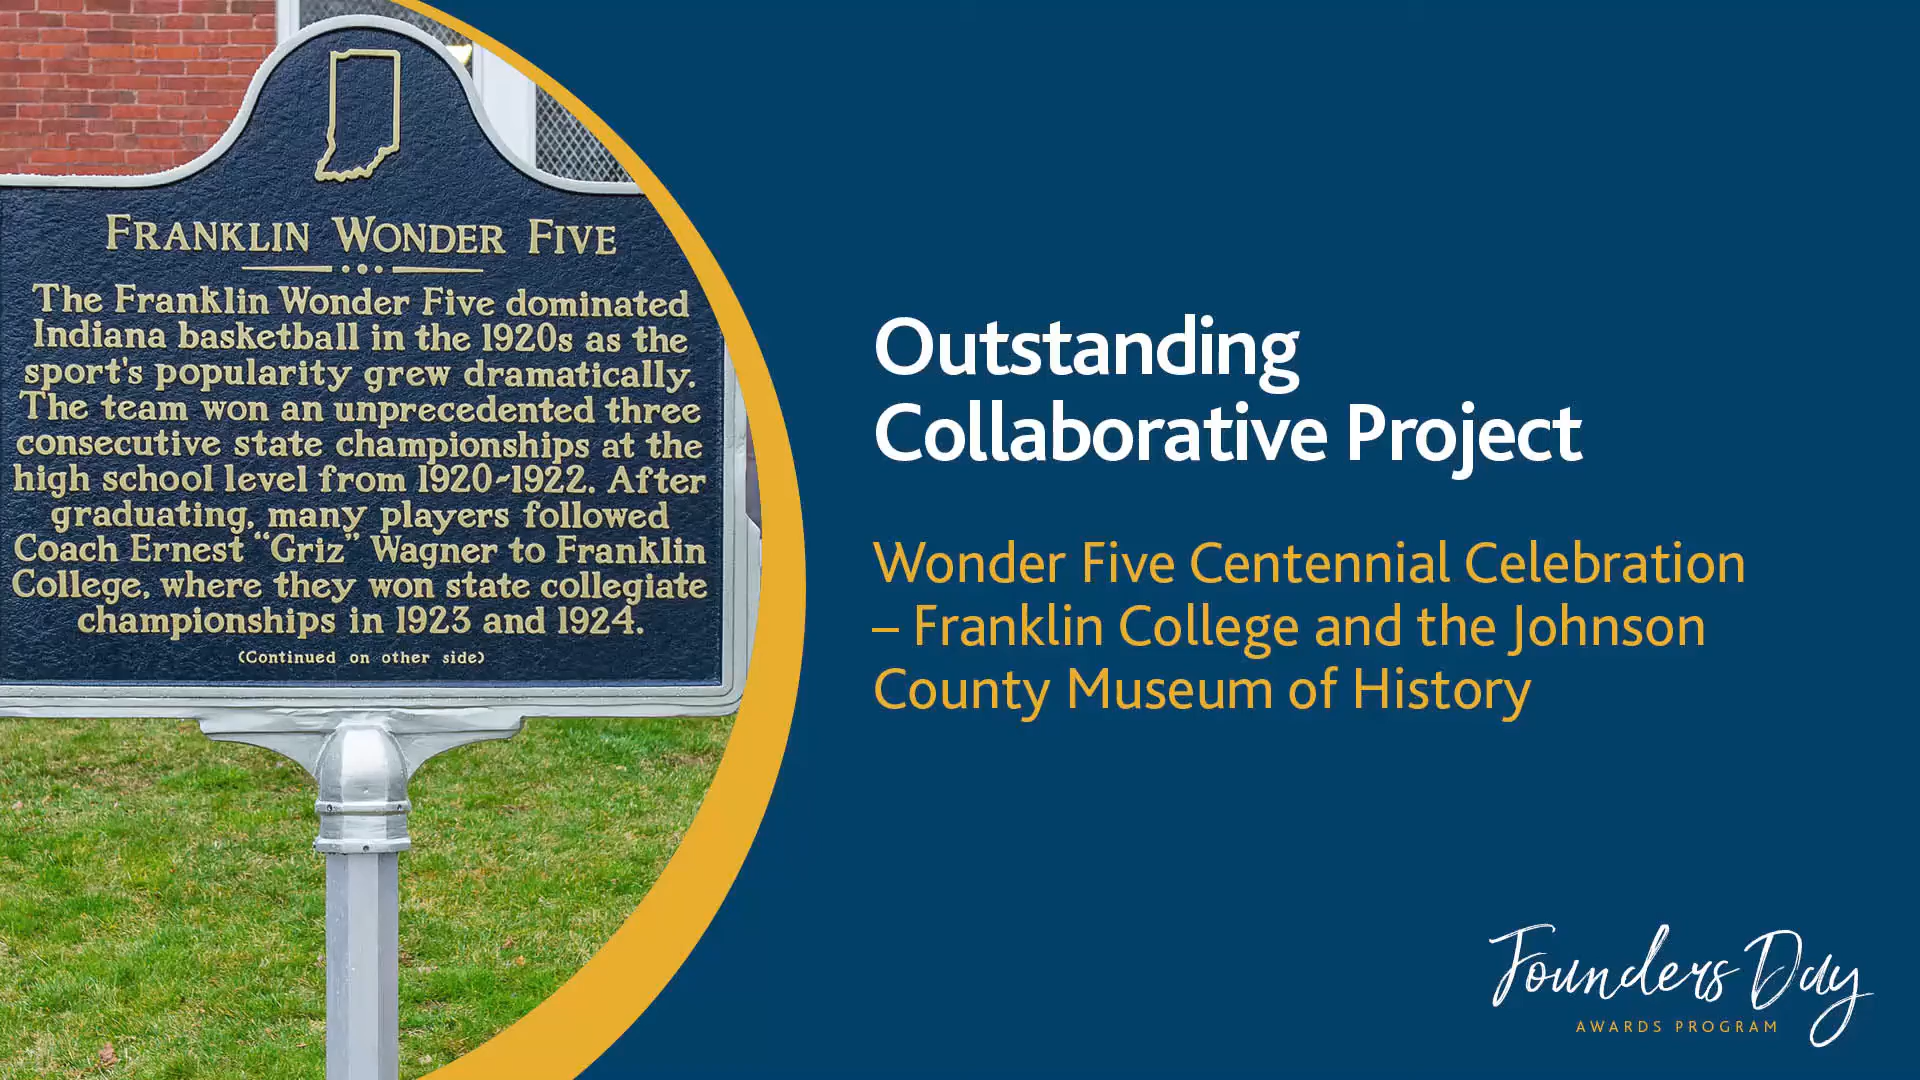 FRANKLIN WONDER FIVE
The Franklin Wonder Five dominated
Indiana basketball in the 1920s as the
sport's popularity grew dramatically.
The team won an unprecedented three
consecutive state championships at the
high school level from 1920-1922. After
graduating, many players followed
Coach Ernest "Griz" Wagner to Franklin
College, where they won state collegiate
championships in 1923 and 1924.
(Continued on other side)
Outstanding
Collaborative Project
Wonder Five Centennial Celebration
– Franklin College and the Johnson
County Museum of History
Founders Day
AWARDS PROGRAM